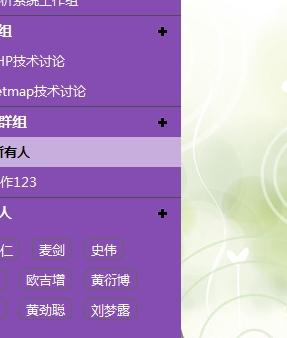 析系统工作组
组
HP技术讨论
etmap技术讨论
群组
所有人
作123
人
仁 麦剑 史伟
欧吉增 黄衍博
黄劲聪 刘梦露